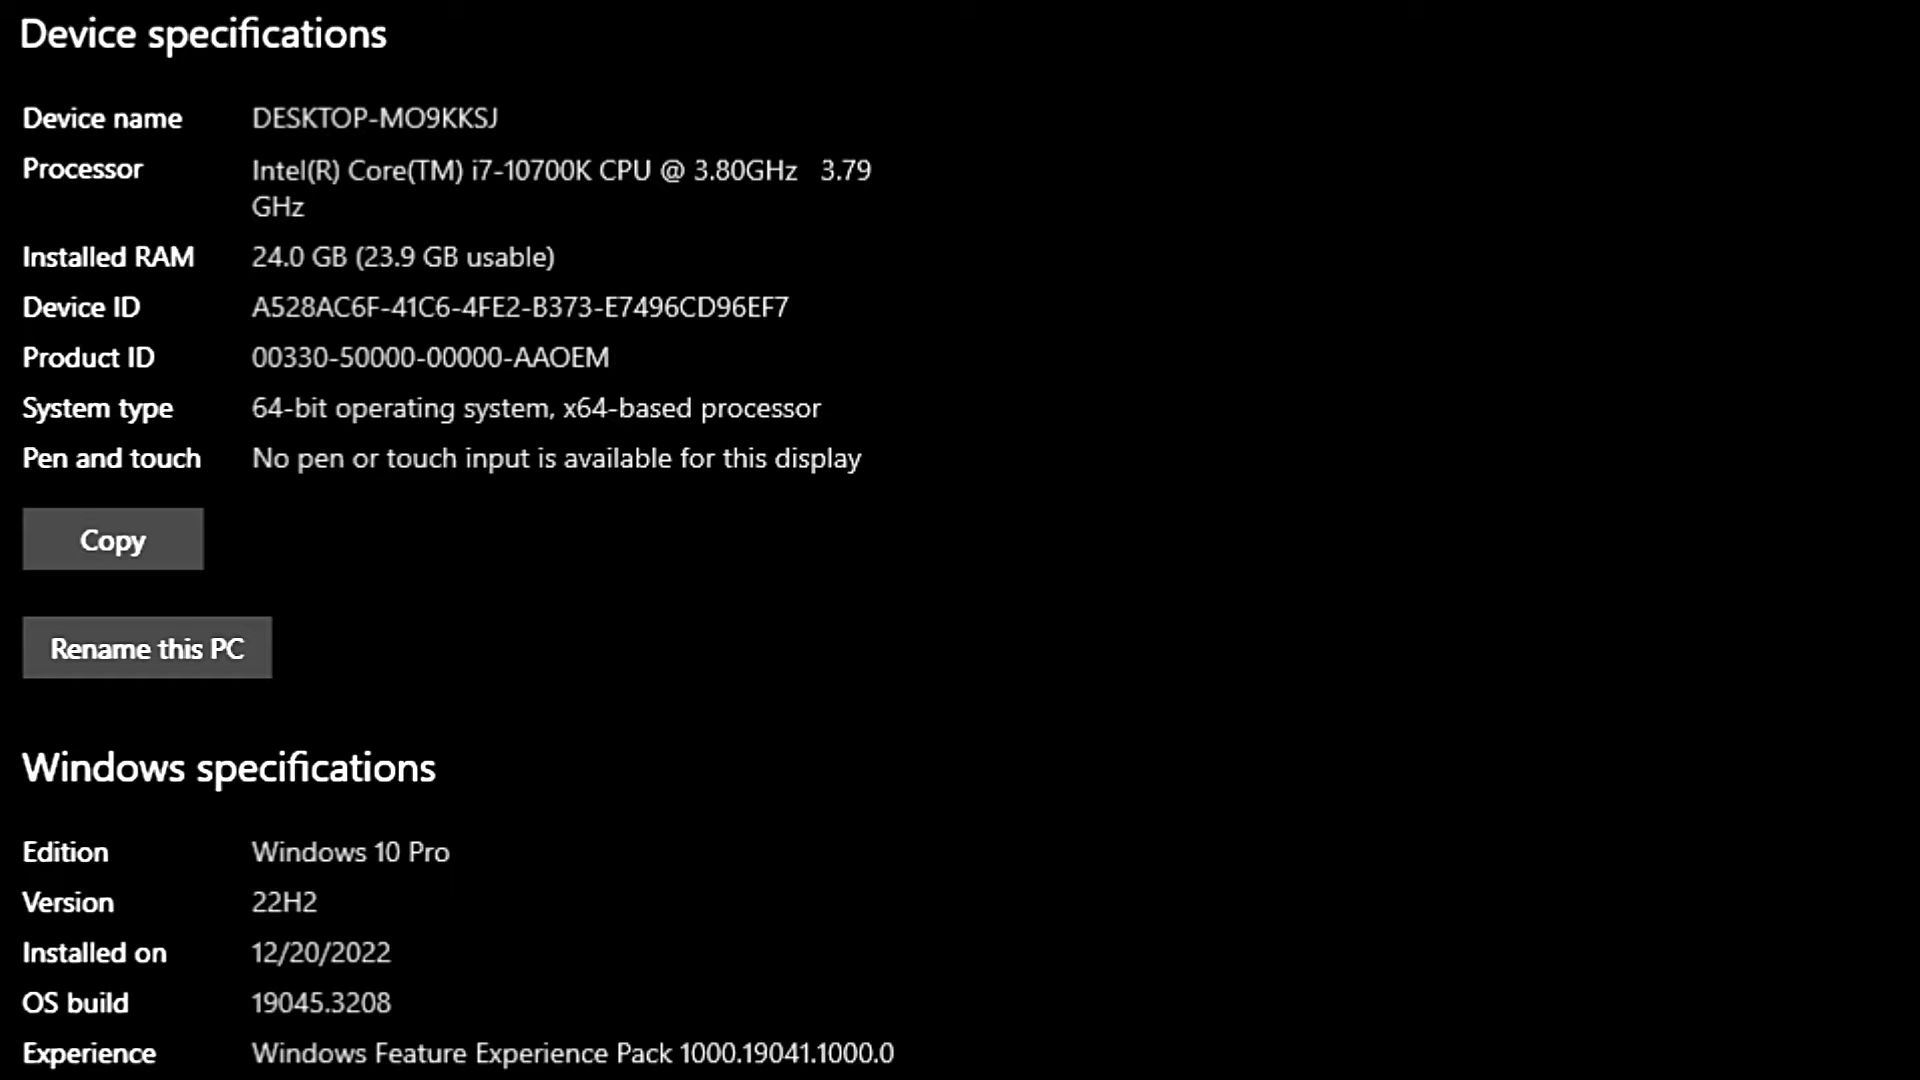 Device specifications
Device name DESKTOP-MO9KKSJ
Processor Intel(R) Core(TM) i7-10700K CPU @ 3.80GHz 3.79
GHz
Installed RAM 24.0 GB (23.9 GB usable)
Device ID A528AC6F-41C6-4FE2-B373-E7496CD96EF7
Product ID 00330-50000-00000-AAOEM
System type 64-bit operating system, x64-based processor
Pen and touch No pen or touch input is available for this display
Copy
Rename this PC
Windows specifications
Edition Windows 10 Pro
Version 22H2
Installed on 12/20/2022
OS build 19045.3208
Experience Windows Feature Experience Pack 1000.19041.1000.0